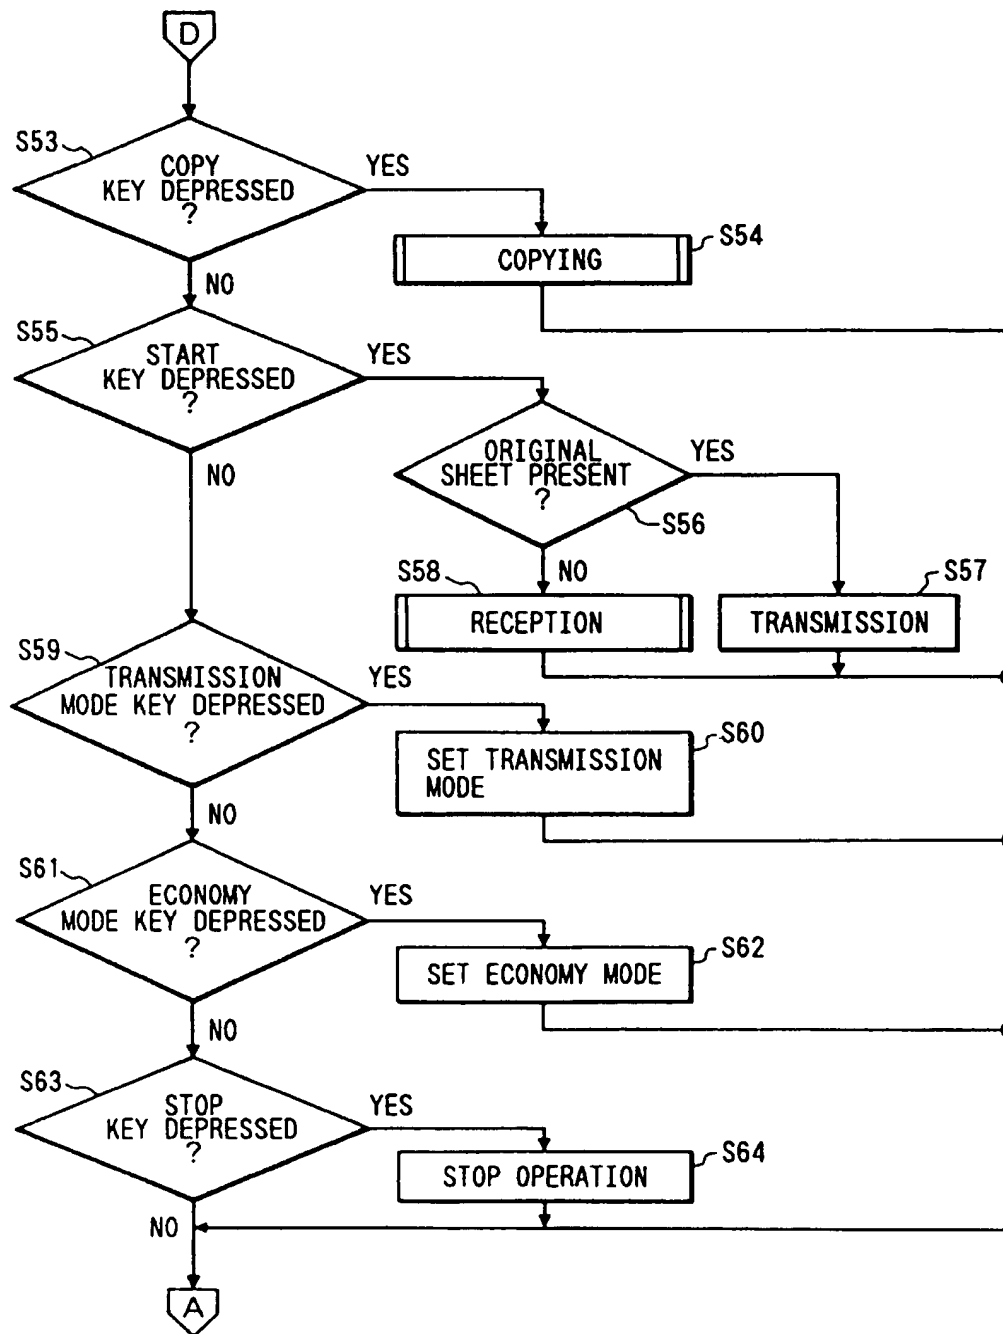 D
S53
COPY
KEY DEPRESSED
?
YES
NO
S54
COPYING
S55
START
KEY DEPRESSED
?
YES
NO
ORIGINAL
SHEET PRESENT
?
YES
S56
NO
S58
RECEPTION
S57
TRANSMISSION
S59
TRANSMISSION
MODE KEY DEPRESSED
?
YES
NO
S60
SET TRANSMISSION
MODE
S61
ECONOMY
MODE KEY DEPRESSED
?
YES
NO
S62
SET ECONOMY MODE
S63
STOP
KEY DEPRESSED
?
YES
S64
STOP OPERATION
NO
A